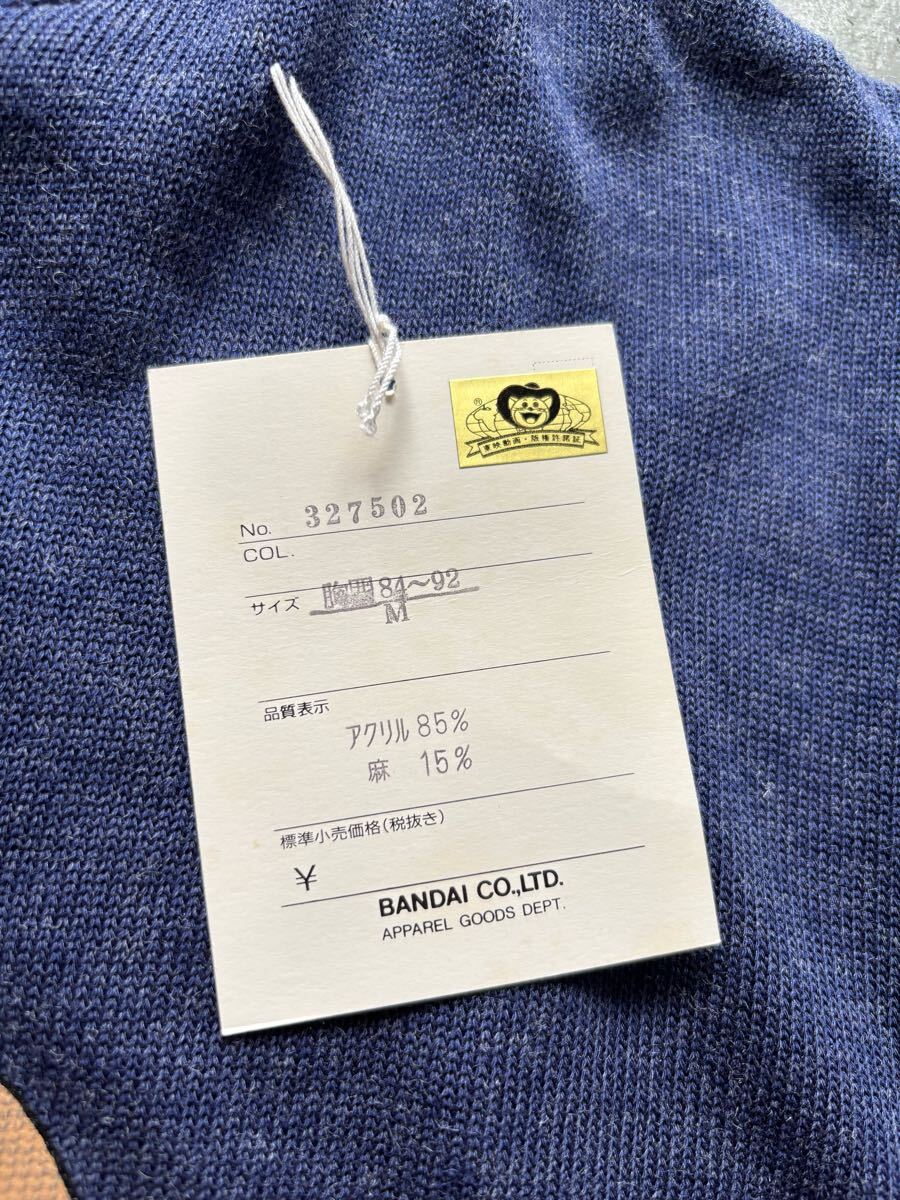 ®
東映動画・版権許諾証
No. 327502
COL.
サイズ 胸囲 84～92
M
品質表示
アクリル 85%
麻 15%
標準小売価格(税抜き)
¥
BANDAI CO.,LTD.
APPAREL GOODS DEPT.